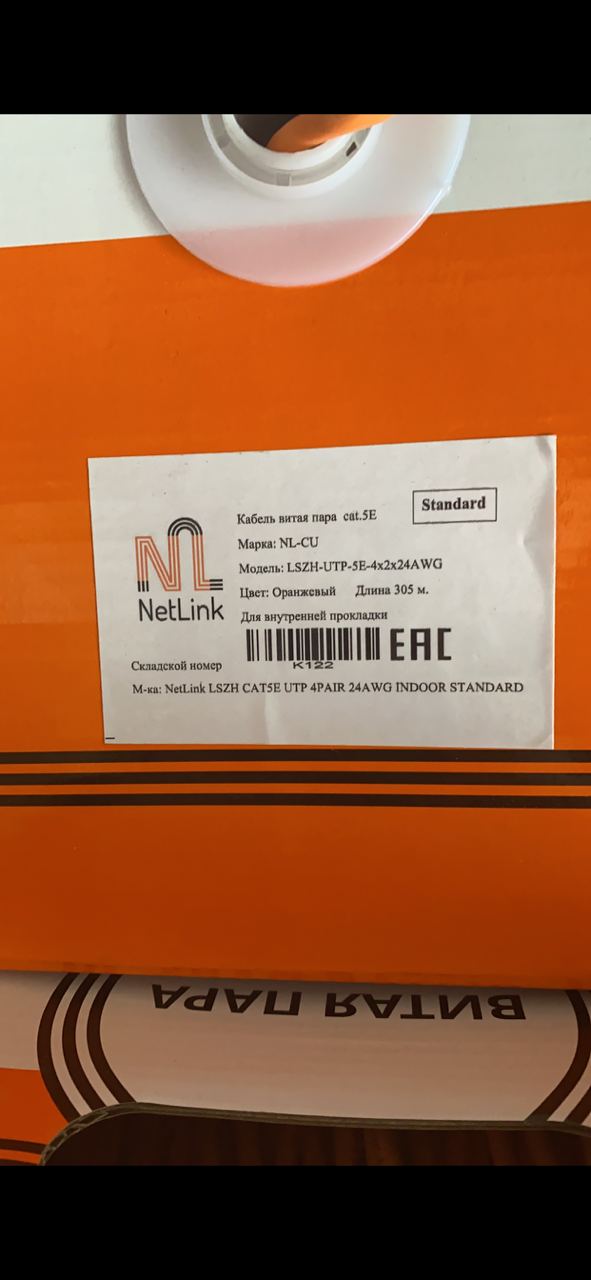 Standard
Кабель витая пара cat.5E
Марка: NL-CU
Модель: LSZH-UTP-5E-4x2x24AWG
Цвет: Оранжевый Длина 305 м.
Для внутренней прокладки
NL
NetLink
EAC
Складской номер
K122
М-ка: NetLink LSZH CAT5E UTP 4PAIR 24AWG INDOOR STANDARD
ВИТАЯ ПАРА